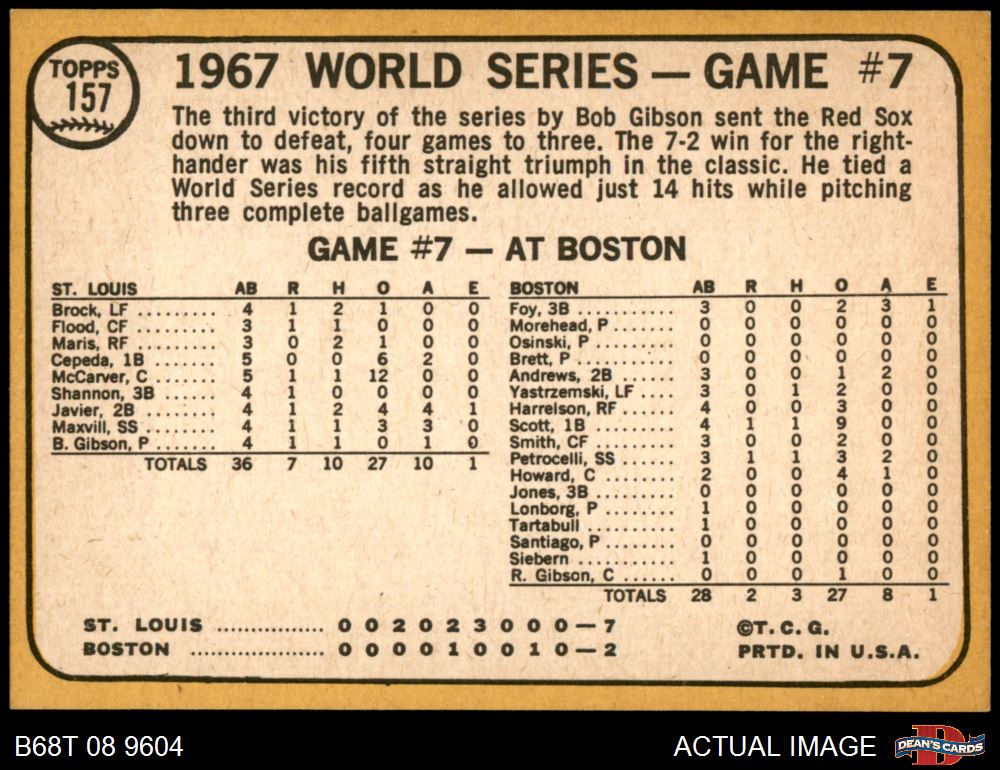 TOPPS
157
1967 WORLD SERIES — GAME #7
The third victory of the series by Bob Gibson sent the Red Sox
down to defeat, four games to three. The 7-2 win for the right-
hander was his fifth straight triumph in the classic. He tied a
World Series record as he allowed just 14 hits while pitching
three complete ballgames.
GAME #7 — AT BOSTON
ST. LOUIS AB R H O A E
Brock, LF ......... 4 1 2 1 0 0
Flood, CF ......... 3 1 1 0 0 0
Maris, RF ......... 3 0 2 1 0 0
Cepeda, 1B ....... 5 0 0 6 2 0
McCarver, C ....... 5 1 1 12 0 0
Shannon, 3B ...... 4 1 0 0 0 0
Javier, 2B ........ 4 1 2 4 4 1
Maxvill, SS ........ 4 1 1 3 3 0
B. Gibson, P ....... 4 1 1 0 1 0
TOTALS 36 7 10 27 10 1
BOSTON AB R H O A E
Foy, 3B ........... 3 0 0 2 3 1
Morehead, P ....... 0 0 0 0 0 0
Osinski, P ......... 0 0 0 0 0 0
Brett, P ........... 0 0 0 0 0 0
Andrews, 2B ...... 3 0 0 1 2 0
Yastrzemski, LF .... 3 0 1 2 0 0
Harrelson, RF ...... 4 0 0 3 0 0
Scott, 1B .......... 4 1 1 9 0 0
Smith, CF ......... 3 0 0 2 0 0
Petrocelli, SS ...... 3 1 1 3 2 0
Howard, C ........ 2 0 0 4 1 0
Jones, 3B ......... 0 0 0 0 0 0
Lonborg, P ........ 1 0 0 0 0 0
Tartabull .......... 1 0 0 0 0 0
Santiago, P ........ 0 0 0 0 0 0
Siebern ........... 1 0 0 0 0 0
R. Gibson, C ...... 0 0 0 1 0 0
TOTALS 28 2 3 27 8 1
ST. LOUIS ................ 0 0 2 0 2 3 0 0 0 — 7
BOSTON .................... 0 0 0 0 1 0 0 1 0 — 2
©T. C. G.
PRTD. IN U.S.A.
B68T 08 9604
ACTUAL IMAGE
D
DEAN'S CARDS